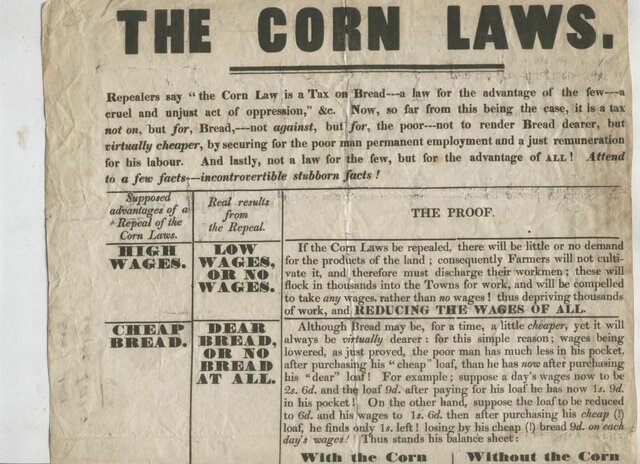 THE CORN LAWS.
Repealers say "the Corn Law is a Tax on Bread---a law for the advantage of the few---a
cruel and unjust act of oppression," &c. Now, so far from this being the case, it is a tax
not on, but for, Bread,---not against, but for, the poor---not to render Bread dearer, but
virtually cheaper, by securing for the poor man permanent employment and a just remuneration
for his labour. And lastly, not a law for the few, but for the advantage of ALL! Attend
to a few facts---incontrovertible stubborn facts!
Supposed
advantages of a
Repeal of the
Corn Laws.
Real results
from
the Repeal.
THE PROOF.
HIGH
WAGES.
LOW
WAGES,
OR NO
WAGES.
If the Corn Laws be repealed, there will be little or no demand
for the products of the land; consequently Farmers will not culti-
vate it, and therefore must discharge their workmen; these will
flock in thousands into the Towns for work, and will be compelled
to take any wages, rather than no wages! thus depriving thousands
of work, and REDUCING THE WAGES OF ALL.
CHEAP
BREAD.
DEAR
BREAD,
OR NO
BREAD
AT ALL.
Although Bread may be, for a time, a little cheaper, yet it will
always be virtually dearer: for this simple reason; wages being
lowered, as just proved, the poor man has much less in his pocket,
after purchasing his "cheap" loaf, than he has now after purchasing
his "dear" loaf! For example; suppose a day's wages now to be
2s. 6d. and the loaf 9d. after paying for his loaf he has now 1s. 9d.
in his pocket! On the other hand, suppose the loaf to be reduced
to 6d. and his wages to 1s. 6d. then after purchasing his cheap (!)
loaf, he finds only 1s. left! losing by his cheap (!) bread 9d. on each
day's wages! Thus stands his balance sheet:
With the Corn
Without the Corn